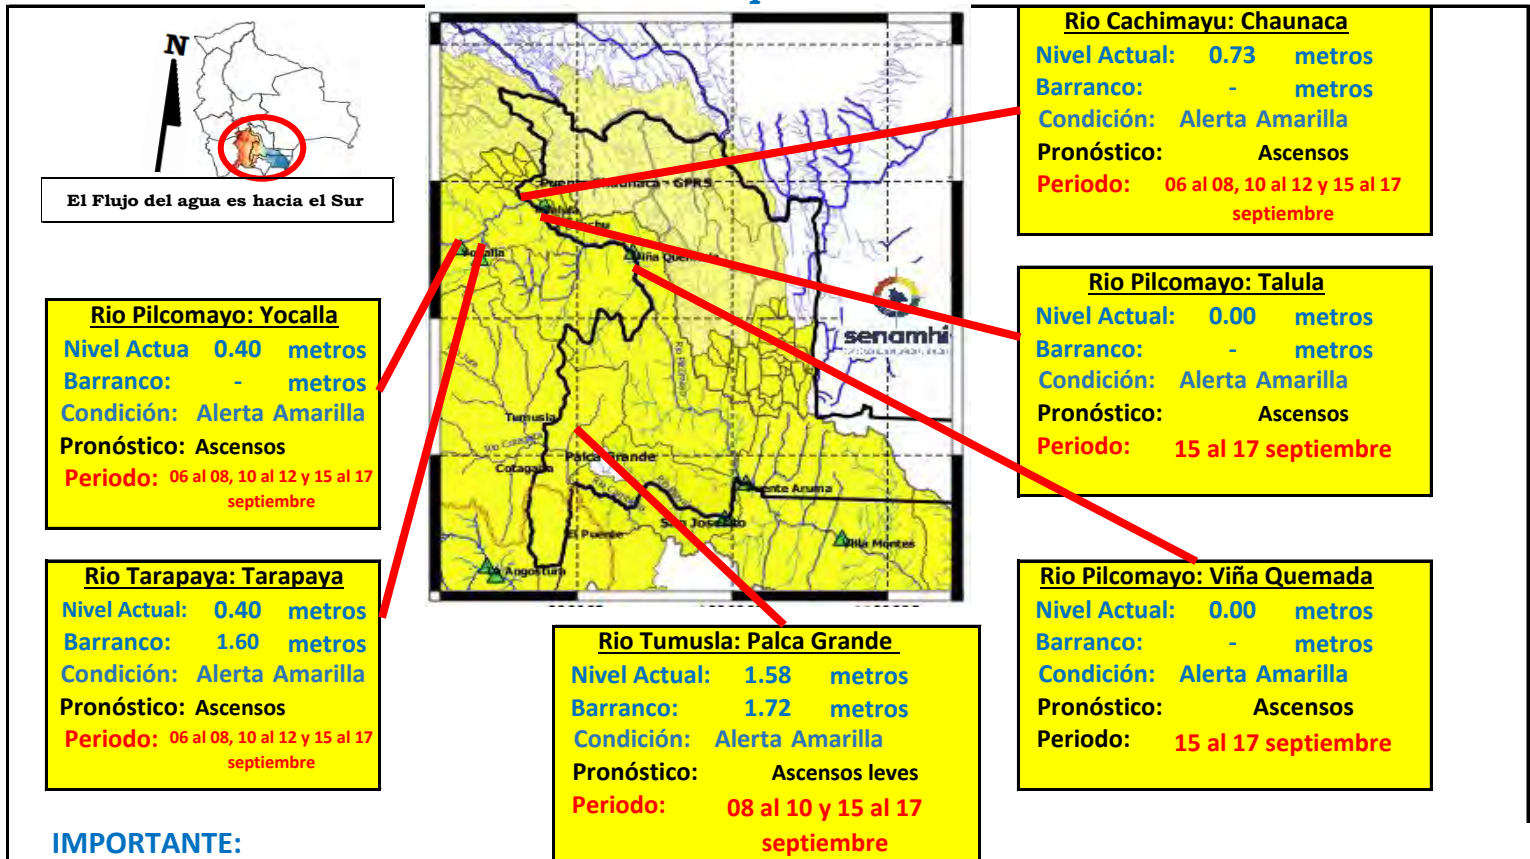 N
El Flujo del agua es hacia el Sur
Rio Cachimayu: Chaunaca
Nivel Actual: 0.73 metros
Barranco: - metros
Condición: Alerta Amarilla
Pronóstico: Ascensos
Periodo: 06 al 08, 10 al 12 y 15 al 17
septiembre
Rio Pilcomayo: Talula
Nivel Actual: 0.00 metros
Barranco: - metros
Condición: Alerta Amarilla
Pronóstico: Ascensos
Periodo: 15 al 17 septiembre
Rio Pilcomayo: Viña Quemada
Nivel Actual: 0.00 metros
Barranco: - metros
Condición: Alerta Amarilla
Pronóstico: Ascensos
Periodo: 15 al 17 septiembre
Rio Pilcomayo: Yocalla
Nivel Actua 0.40 metros
Barranco: - metros
Condición: Alerta Amarilla
Pronóstico: Ascensos
Periodo: 06 al 08, 10 al 12 y 15 al 17
septiembre
Rio Tarapaya: Tarapaya
Nivel Actual: 0.40 metros
Barranco: 1.60 metros
Condición: Alerta Amarilla
Pronóstico: Ascensos
Periodo: 06 al 08, 10 al 12 y 15 al 17
septiembre
Rio Tumusla: Palca Grande
Nivel Actual: 1.58 metros
Barranco: 1.72 metros
Condición: Alerta Amarilla
Pronóstico: Ascensos leves
Periodo: 08 al 10 y 15 al 17
septiembre
Chaunaca - GPRS
senamhi
Tumusla
Cotagaita
Palca Grande
El Puente
Angostura
Villa Montes
IMPORTANTE: